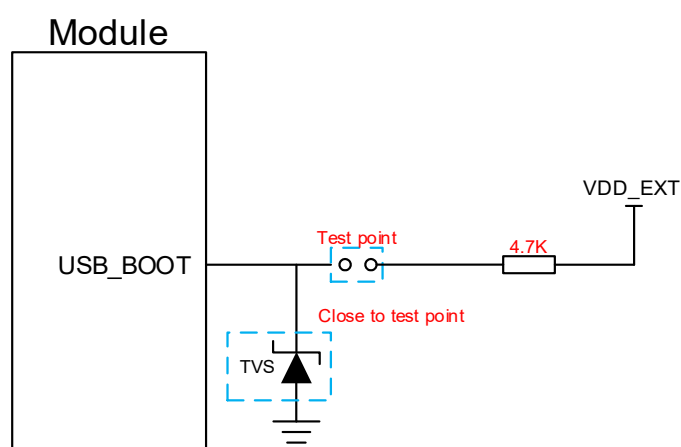 Module
VDD_EXT
Test point
4.7K
USB_BOOT
Close to test point
TVS